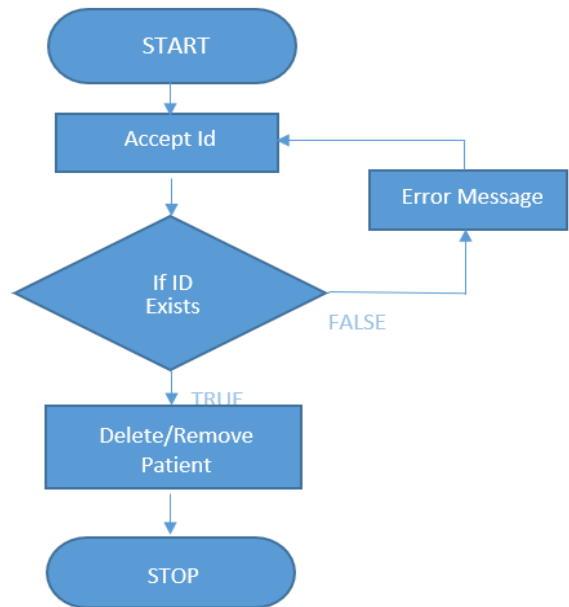 START
Accept Id
Error Message
If ID
Exists
FALSE
TRUE
Delete/Remove
Patient
STOP